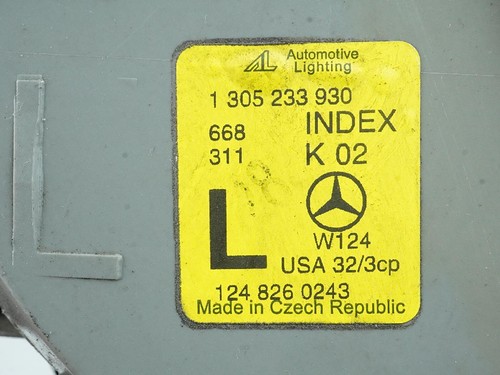 AL Automotive
Lighting
1 305 233 930
668 INDEX
311 K 02
L
L
W124
USA 32/3cp
124 826 0243
Made in Czech Republic